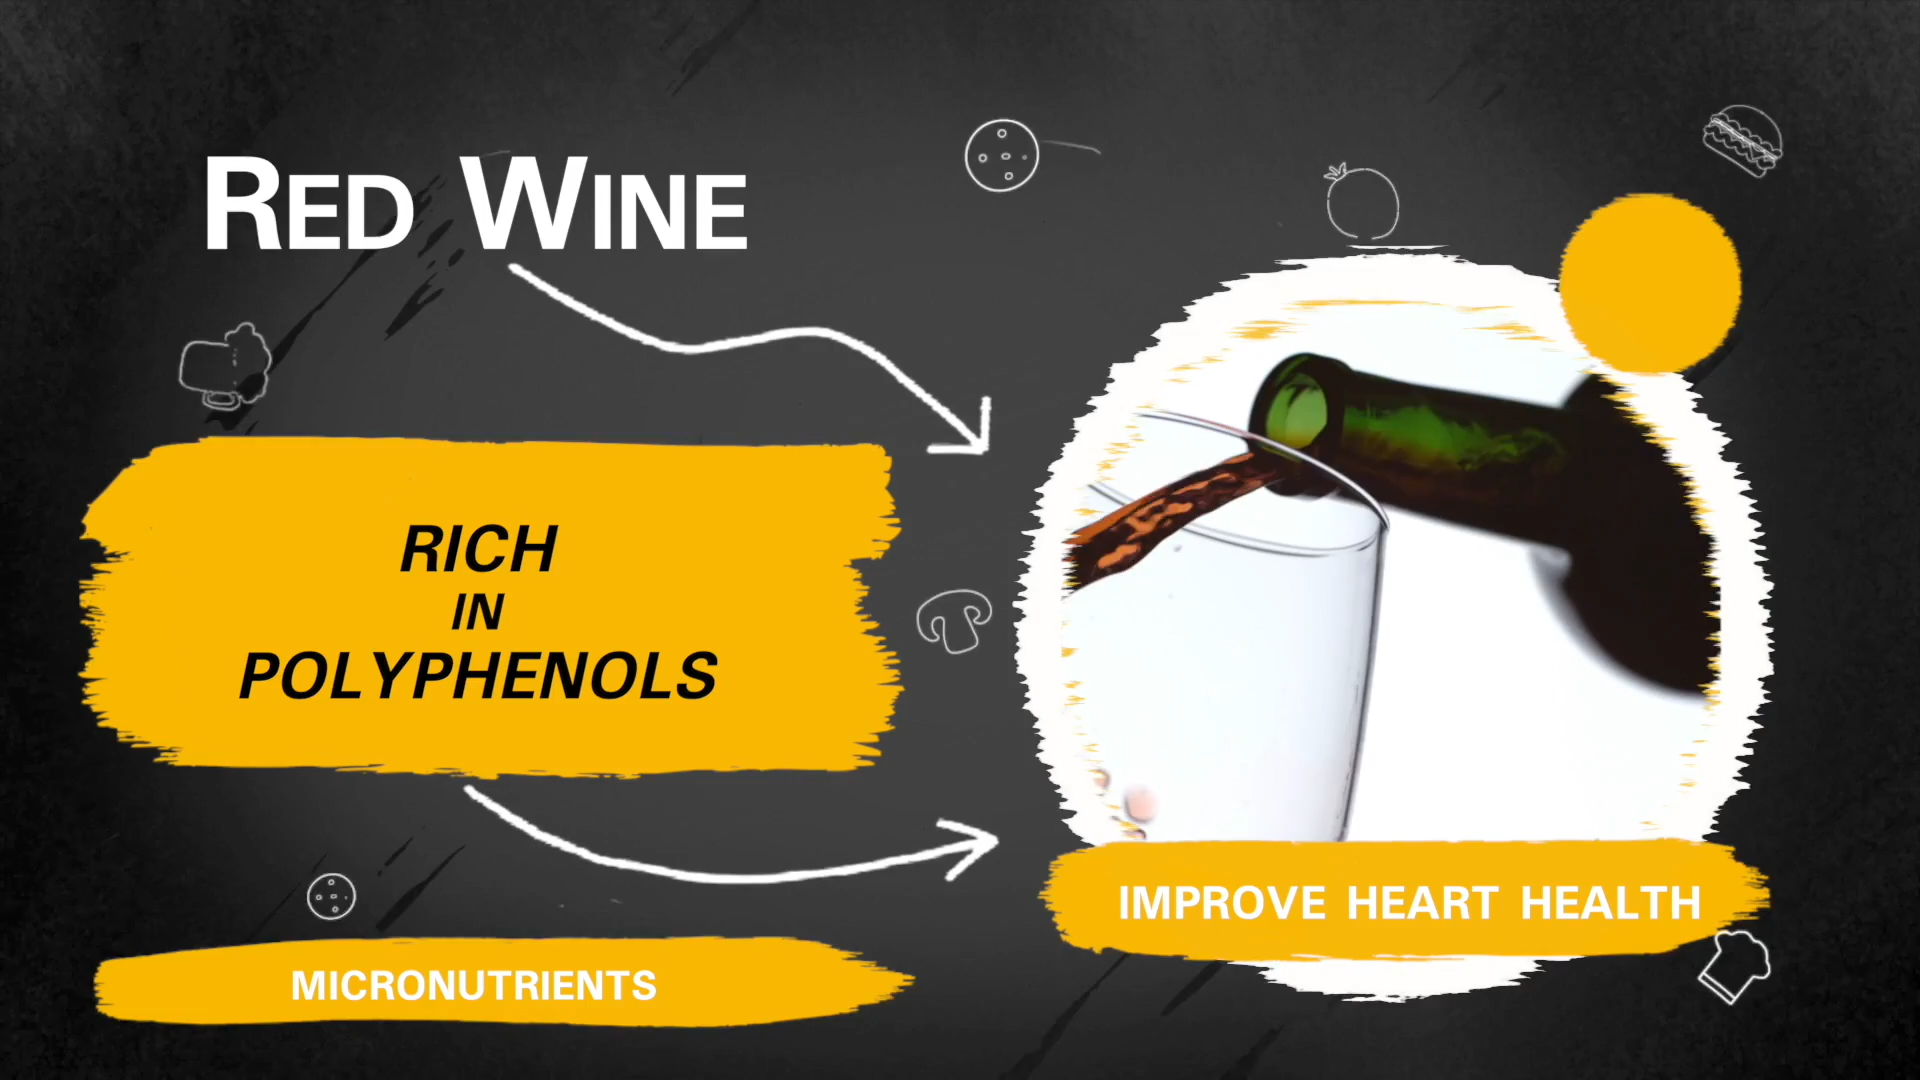 RED WINE
RICH
IN
POLYPHENOLS
IMPROVE HEART HEALTH
MICRONUTRIENTS